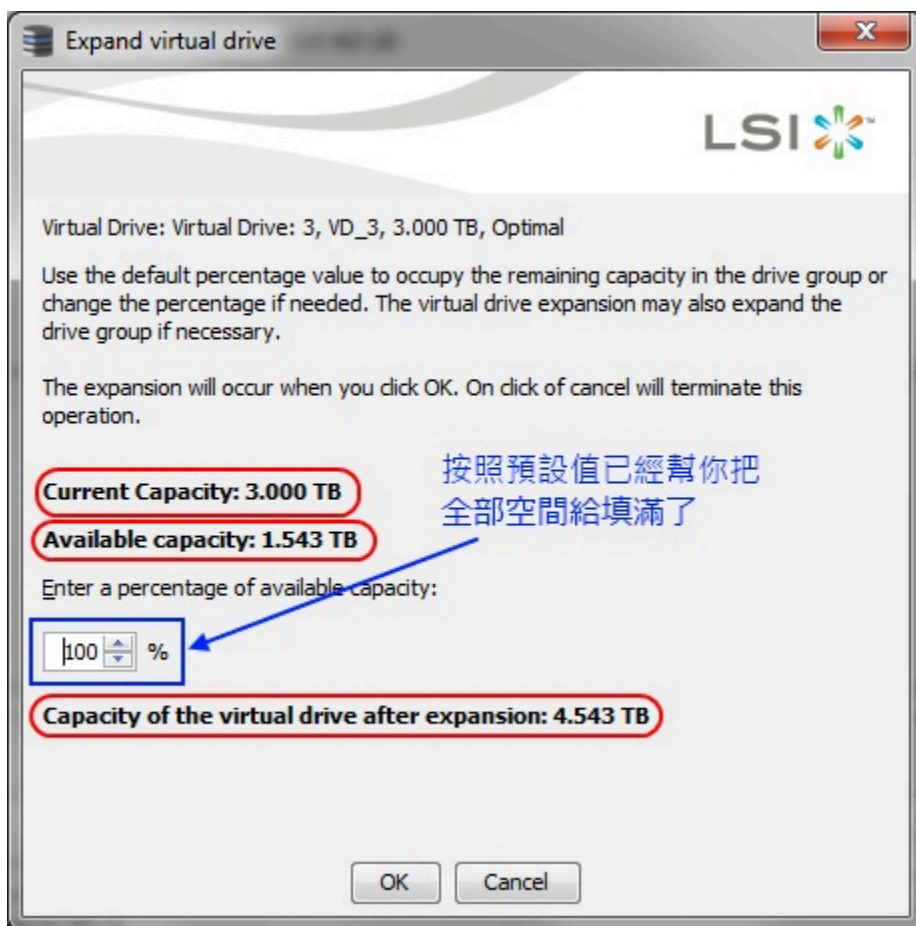 Expand virtual drive
LSI
Virtual Drive: Virtual Drive: 3, VD_3, 3.000 TB, Optimal
Use the default percentage value to occupy the remaining capacity in the drive group or
change the percentage if needed. The virtual drive expansion may also expand the
drive group if necessary.
The expansion will occur when you click OK. On click of cancel will terminate this
operation.
按照預設值已經幫你把
全部空間給填滿了
Current Capacity: 3.000 TB
Available capacity: 1.543 TB
Enter a percentage of available capacity:
100 %
Capacity of the virtual drive after expansion: 4.543 TB
OK Cancel